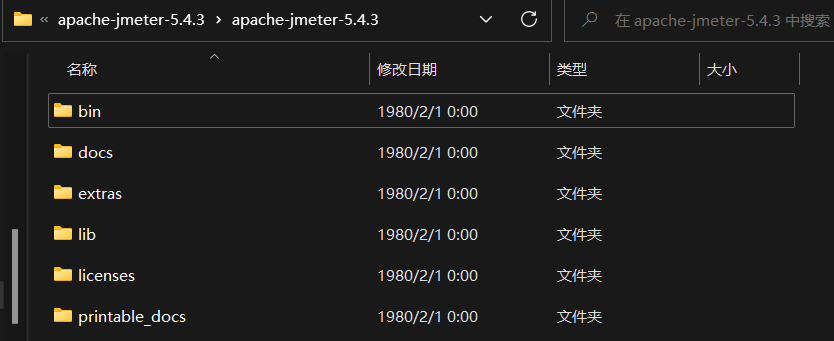 « apache-jmeter-5.4.3 › apache-jmeter-5.4.3 在 apache-jmeter-5.4.3 中搜索
名称 修改日期 类型 大小
bin 1980/2/1 0:00 文件夹
docs 1980/2/1 0:00 文件夹
extras 1980/2/1 0:00 文件夹
lib 1980/2/1 0:00 文件夹
licenses 1980/2/1 0:00 文件夹
printable_docs 1980/2/1 0:00 文件夹